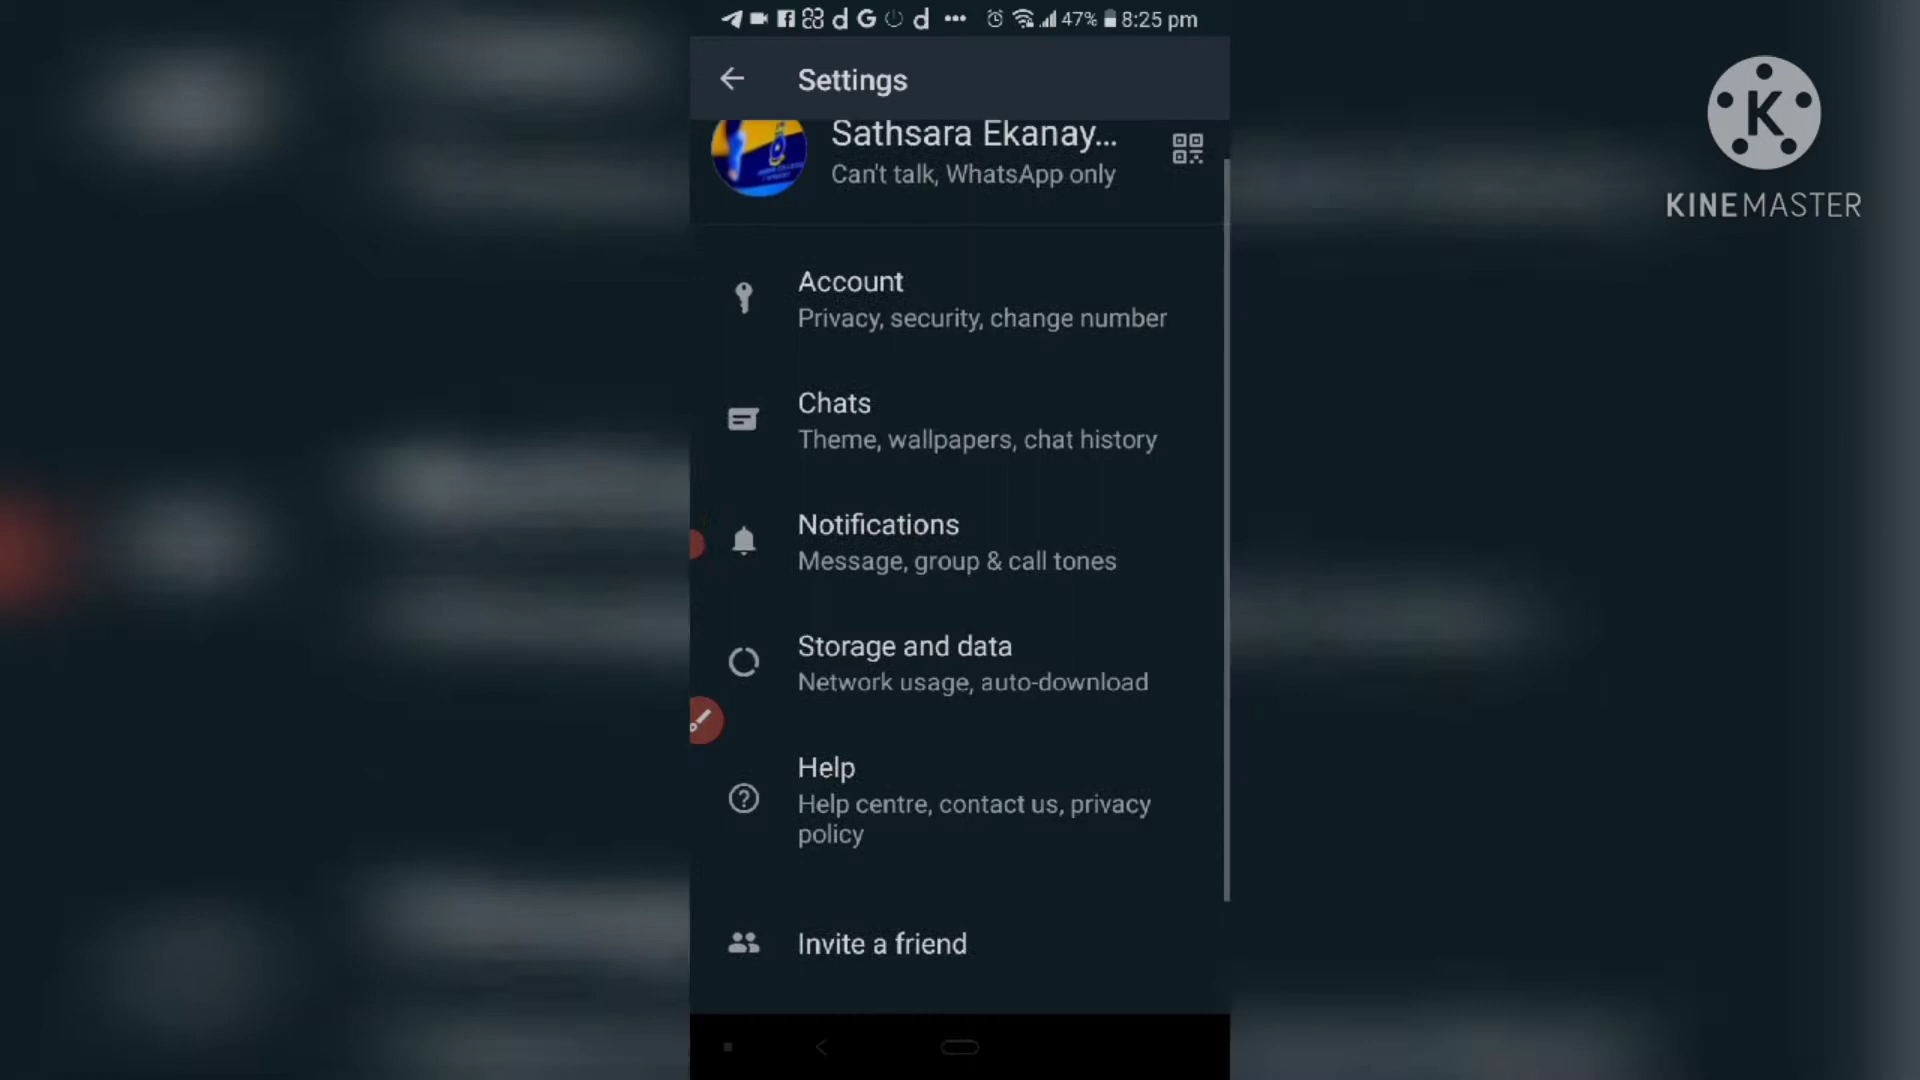 47% 8:25 pm
Settings
Sathsara Ekanay...
Can't talk, WhatsApp only
Account
Privacy, security, change number
Chats
Theme, wallpapers, chat history
Notifications
Message, group & call tones
Storage and data
Network usage, auto-download
Help
Help centre, contact us, privacy
policy
Invite a friend
K
KINEMASTER